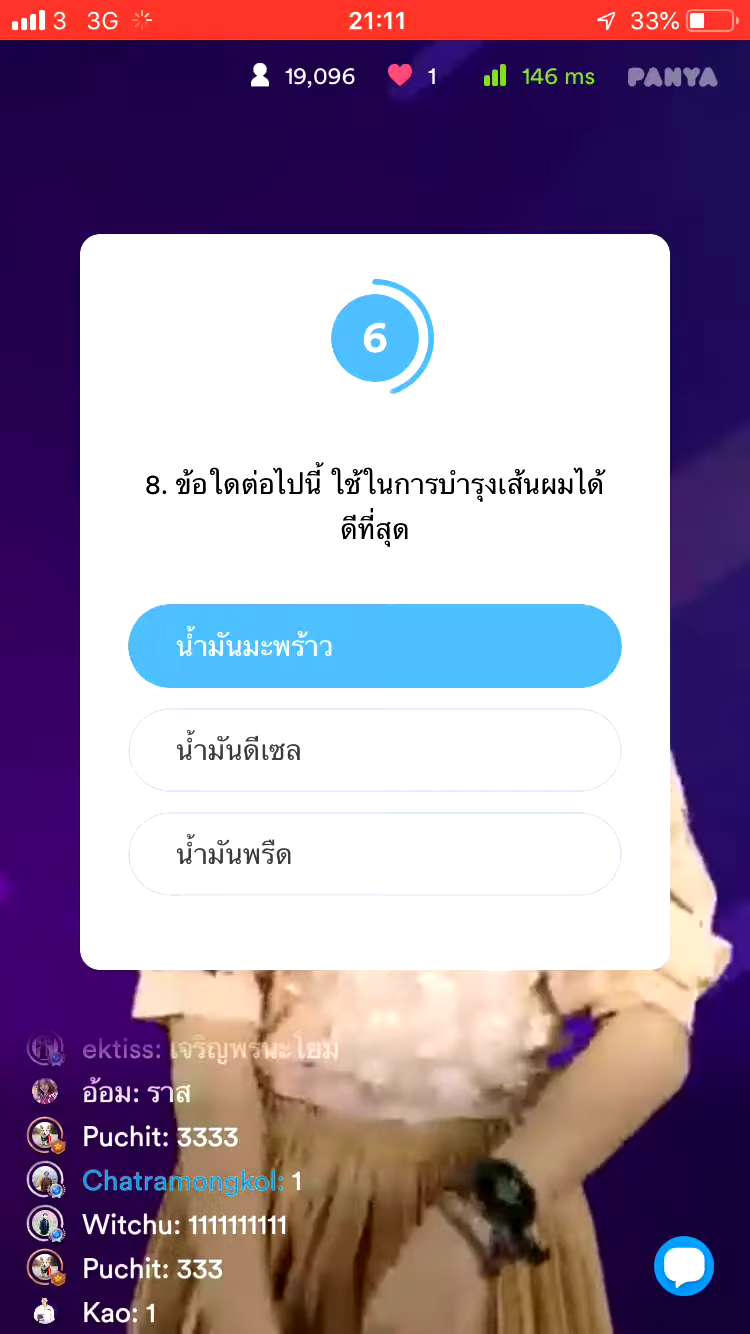 3 3G 21:11 33%
19,096 1 146 ms PANYA
6
8. ข้อใดต่อไปนี้ ใช้ในการบำรุงเส้นผมได้
ดีที่สุด
น้ำมันมะพร้าว
น้ำมันดีเซล
น้ำมันพรืด
ektiss: เจริญพรนะโยม
อ้อม: ราส
Puchit: 3333
Chatramongkol: 1
Witchu: 1111111111
Puchit: 333
Kao: 1